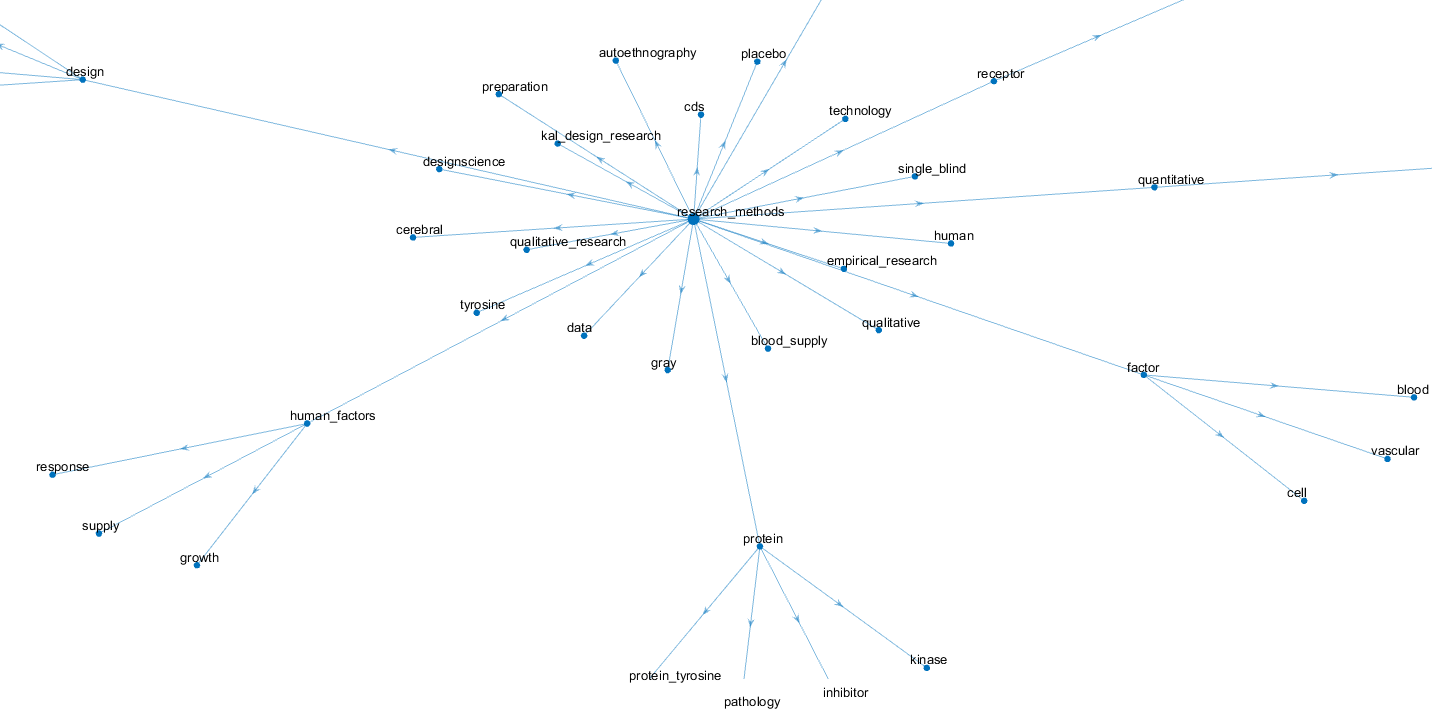 autoethnography
placebo
design
receptor
preparation
cds
technology
kal_design_research
designscience
single_blind
quantitative
research_methods
cerebral
qualitative_research
human
empirical_research
tyrosine
data
qualitative
blood_supply
gray
factor
blood
human_factors
vascular
response
cell
supply
protein
growth
kinase
protein_tyrosine
inhibitor
pathology